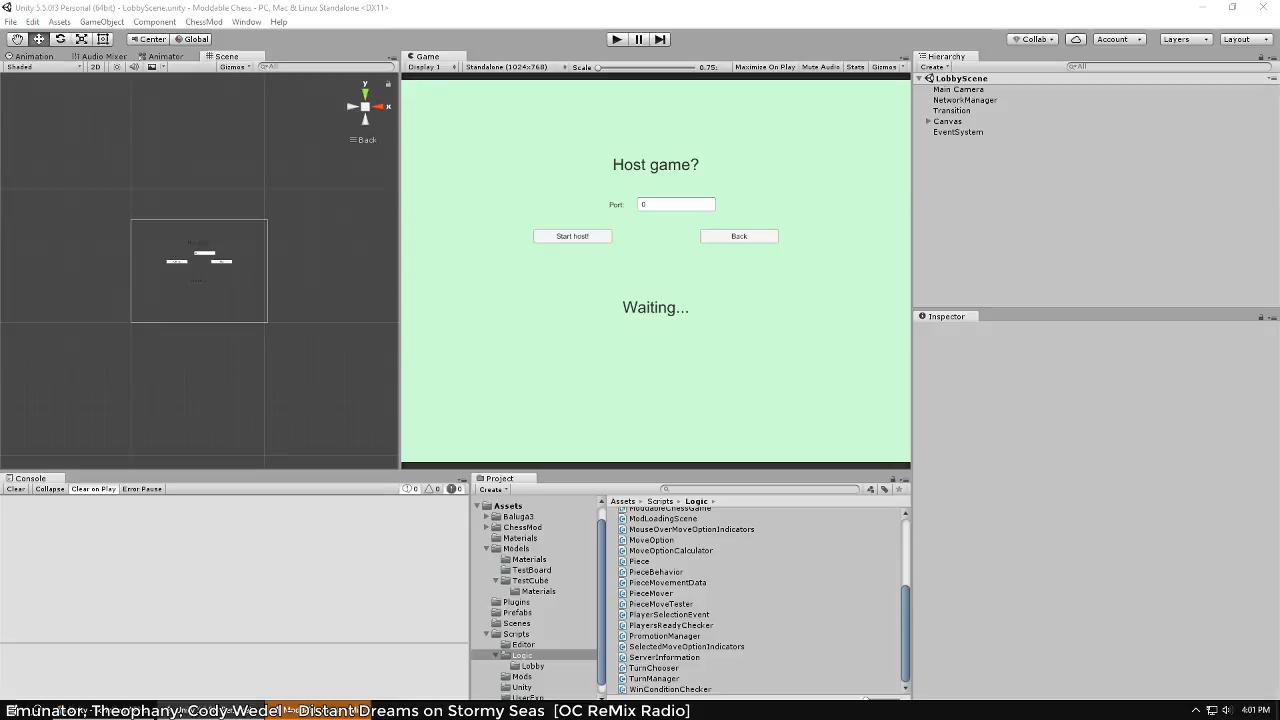 Unity 5.5.0f3 Personal (64bit) - LobbyScene.unity - Moddable Chess - PC, Mac & Linux Standalone <DX11>
File Edit Assets GameObject Component ChessMod Window Help
Center Global Collab Account Layers Layout
Animation Audio Mixer Animator Scene Game Hierarchy
Shaded 2D Gizmos All Display 1 Standalone (1024x768) Scale 0.75: Maximize On Play Mute Audio Stats Gizmos Create All
LobbyScene
Main Camera
NetworkManager
Transition
Canvas
EventSystem
y
x
Back
Host game?
Port: 0
Start host! Back
Waiting...
Inspector
Console Project
Clear Collapse Clear on Play Error Pause 0 0 0 Create
Assets
Baluga3
ChessMod
Materials
Models
Materials
TestBoard
TestCube
Materials
Plugins
Prefabs
Scenes
Scripts
Editor
Logic
Lobby
Mods
Unity
UserExp
Assets Scripts Logic
ModdableChessGame
ModLoadingScene
MouseOverMoveOptionIndicators
MoveOption
MoveOptionCalculator
Piece
PieceBehavior
PieceMovementData
PieceMover
PieceMoveTester
PlayerSelectionEvent
PlayersReadyChecker
PromotionManager
SelectedMoveOptionIndicators
ServerInformation
TurnChooser
TurnManager
WinConditionChecker
Emunator, Theophany, Cody Wedel - Distant Dreams on Stormy Seas [OC ReMix Radio]
4:01 PM